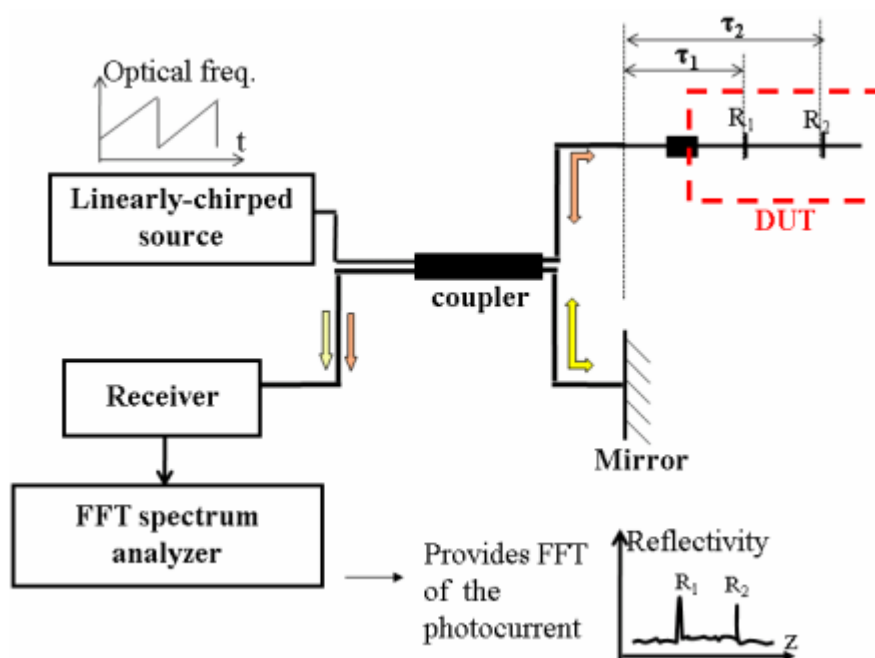 τ2
τ1
Optical freq.
t
R1
R2
Linearly-chirped
source
DUT
coupler
Receiver
Mirror
FFT spectrum
analyzer
Provides FFT
of the
photocurrent
Reflectivity
R1
R2
z